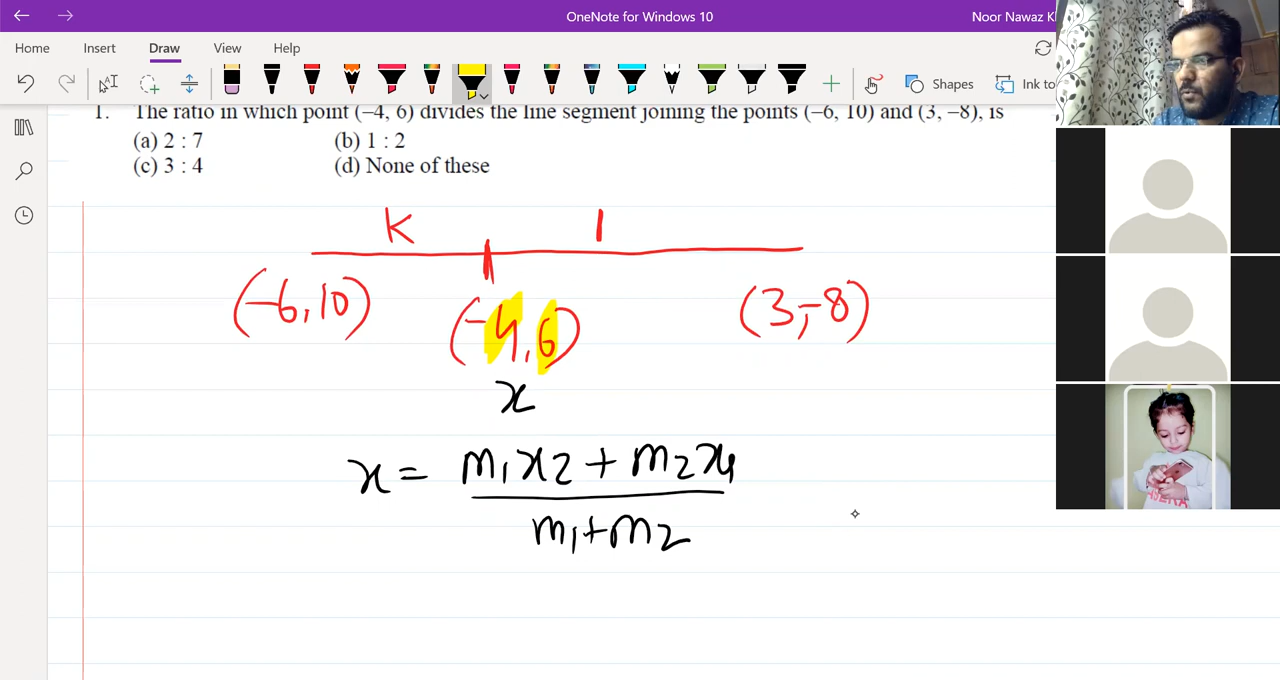 OneNote for Windows 10
Noor Nawaz Kh
Home Insert Draw View Help
Shapes Ink to
1. The ratio in which point (–4, 6) divides the line segment joining the points (–6, 10) and (3, –8), is
(a) 2 : 7 (b) 1 : 2
(c) 3 : 4 (d) None of these
K 1
(-6,10) (-4,6) (3,-8)
x
x = m₁x₂ + m₂x₁
m₁+m₂